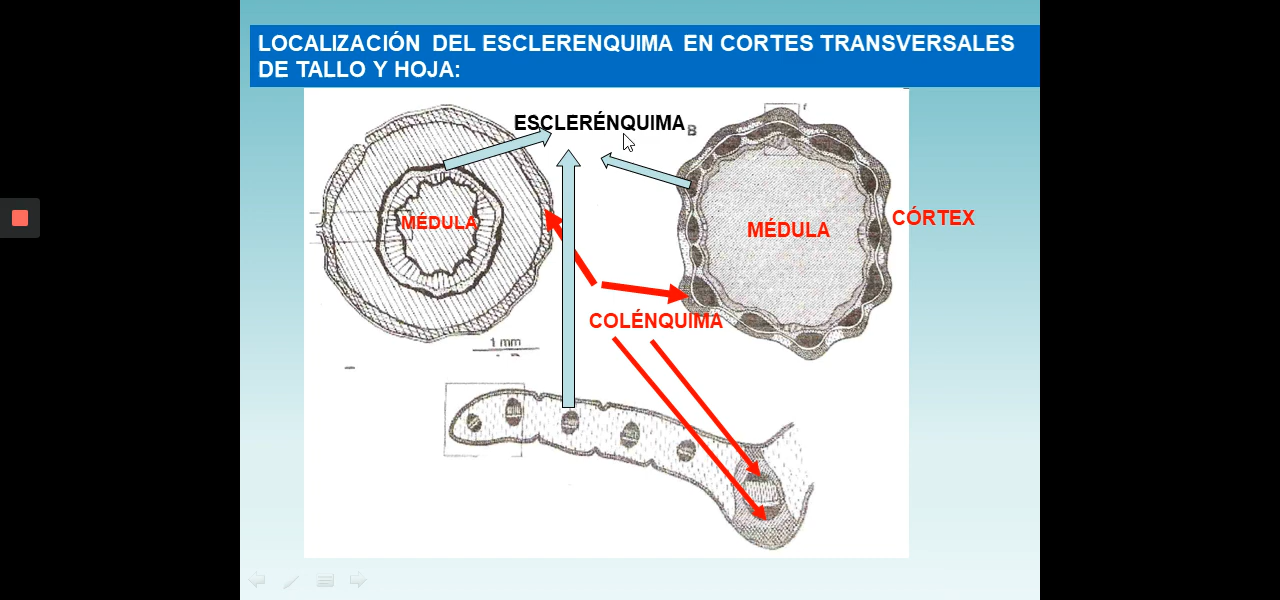 LOCALIZACIÓN DEL ESCLERENQUIMA EN CORTES TRANSVERSALES
DE TALLO Y HOJA:
ESCLERÉNQUIMA
B
f
MÉDULA
MÉDULA
CÓRTEX
COLÉNQUIMA
1 mm